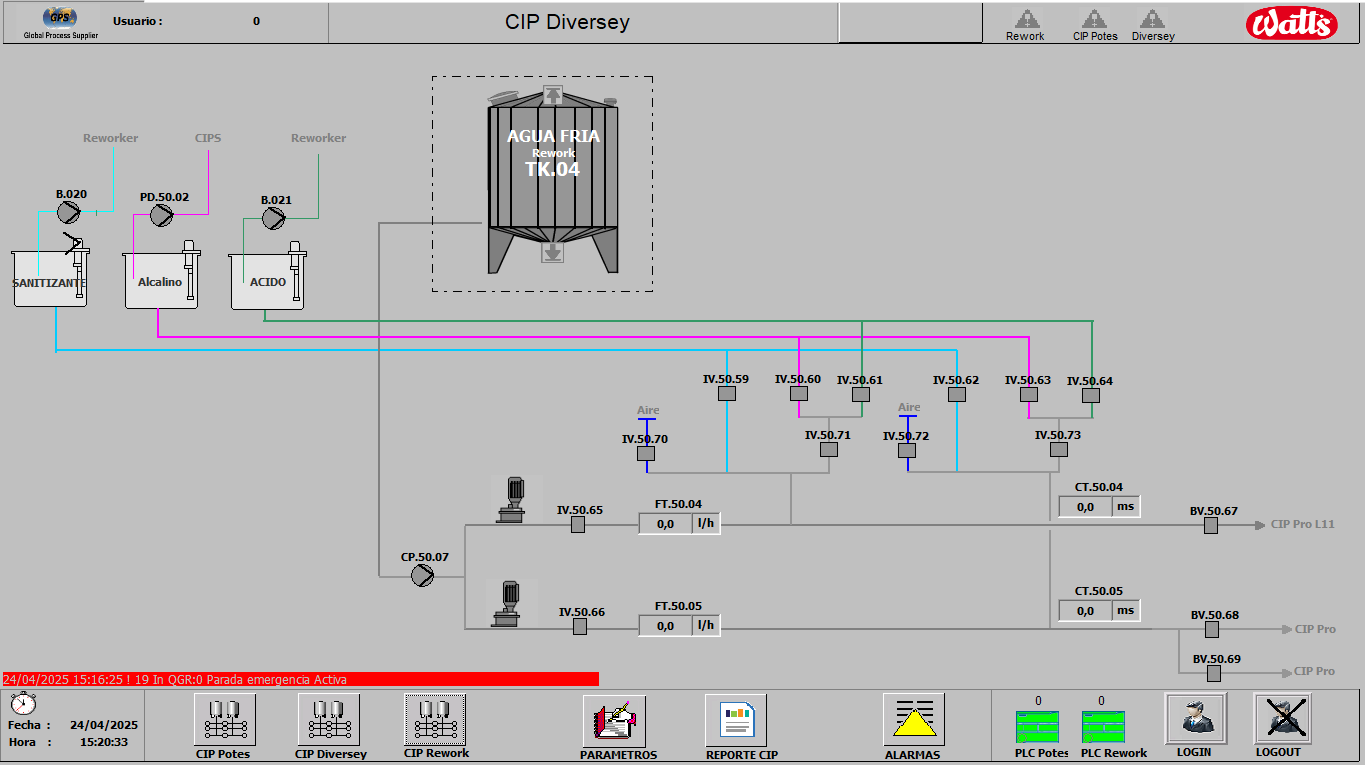 GPS
Global Process Supplier
Usuario :
0
CIP Diversey
Rework
CIP Potes
Diversey
Watt's
AGUA FRIA
Rework
TK.04
Reworker
CIPS
Reworker
B.020
PD.50.02
B.021
SANITIZANTE
Alcalino
ACIDO
IV.50.59
IV.50.60
IV.50.61
IV.50.62
IV.50.63
IV.50.64
Aire
Aire
IV.50.70
IV.50.71
IV.50.72
IV.50.73
CT.50.04
0,0 ms
IV.50.65
FT.50.04
0,0 l/h
BV.50.67
CIP Pro L11
CP.50.07
CT.50.05
0,0 ms
IV.50.66
FT.50.05
0,0 l/h
BV.50.68
CIP Pro
BV.50.69
CIP Pro
24/04/2025 15:16:25 ! 19 In QGR:0 Parada emergencia Activa
Fecha : 24/04/2025
Hora : 15:20:33
CIP Potes
CIP Diversey
CIP Rework
PARAMETROS
REPORTE CIP
ALARMAS
0
PLC Potes
0
PLC Rework
LOGIN
LOGOUT